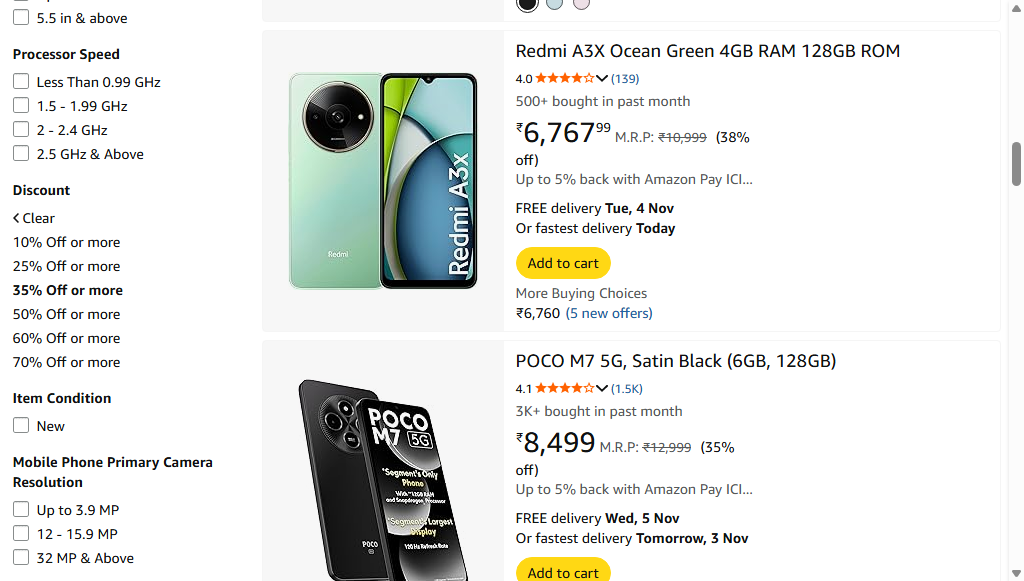 5.5 in & above
Processor Speed
Less Than 0.99 GHz
1.5 - 1.99 GHz
2 - 2.4 GHz
2.5 GHz & Above
Discount
Clear
10% Off or more
25% Off or more
35% Off or more
50% Off or more
60% Off or more
70% Off or more
Item Condition
New
Mobile Phone Primary Camera
Resolution
Up to 3.9 MP
12 - 15.9 MP
32 MP & Above
Redmi
Redmi A3x
Redmi A3X Ocean Green 4GB RAM 128GB ROM
4.0 (139)
500+ bought in past month
₹6,767.99 M.R.P: ₹10,999 (38%
off)
Up to 5% back with Amazon Pay ICI...
FREE delivery Tue, 4 Nov
Or fastest delivery Today
Add to cart
More Buying Choices
₹6,760 (5 new offers)
POCO
M7 5G
"Segment's Only
Phone
With ~12GB RAM
and Snapdragon Processor
"Segment's Largest
Display
120 Hz Refresh Rate
POCO
5G
POCO M7 5G, Satin Black (6GB, 128GB)
4.1 (1.5K)
3K+ bought in past month
₹8,499 M.R.P: ₹12,999 (35%
off)
Up to 5% back with Amazon Pay ICI...
FREE delivery Wed, 5 Nov
Or fastest delivery Tomorrow, 3 Nov
Add to cart